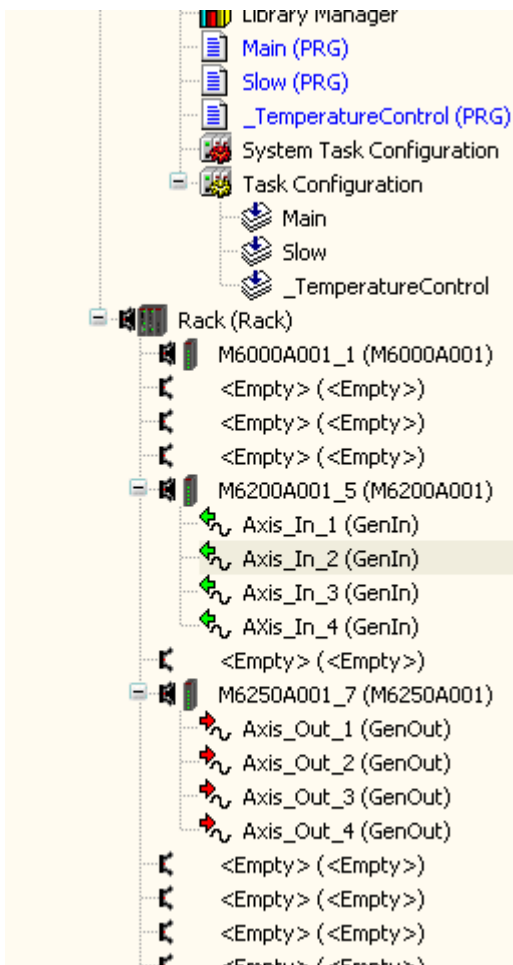 Library Manager
Main (PRG)
Slow (PRG)
_TemperatureControl (PRG)
System Task Configuration
Task Configuration
Main
Slow
_TemperatureControl
Rack (Rack)
M6000A001_1 (M6000A001)
<Empty> (<Empty>)
<Empty> (<Empty>)
<Empty> (<Empty>)
M6200A001_5 (M6200A001)
Axis_In_1 (GenIn)
Axis_In_2 (GenIn)
Axis_In_3 (GenIn)
AXis_In_4 (GenIn)
<Empty> (<Empty>)
M6250A001_7 (M6250A001)
Axis_Out_1 (GenOut)
Axis_Out_2 (GenOut)
Axis_Out_3 (GenOut)
Axis_Out_4 (GenOut)
<Empty> (<Empty>)
<Empty> (<Empty>)
<Empty> (<Empty>)
<Empty> (<Empty>)